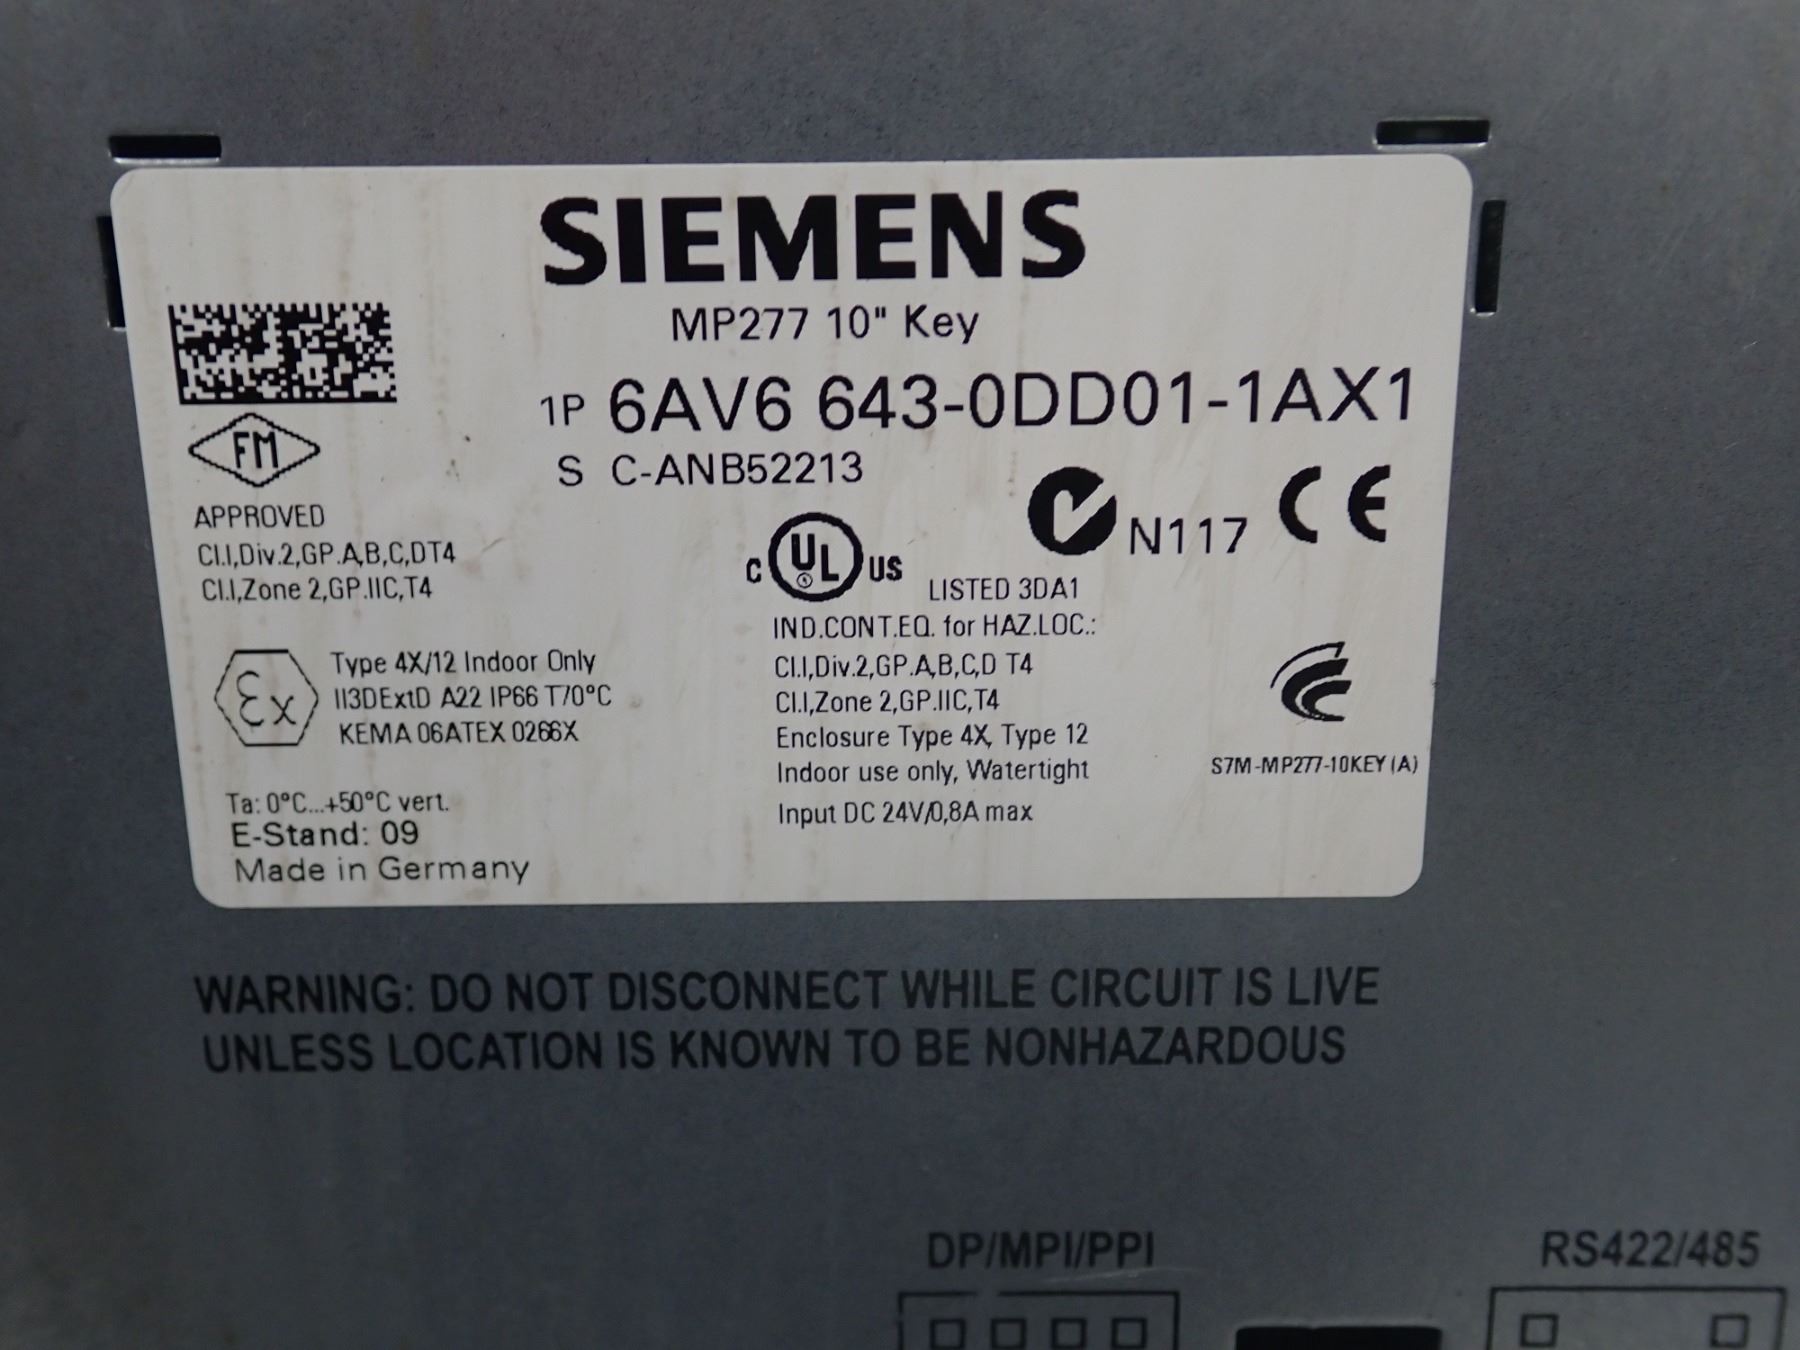 SIEMENS
MP277 10" Key
1P 6AV6 643-0DD01-1AX1
S C-ANB52213
FM
APPROVED
Cl.I,Div.2,GP.A,B,C,DT4
Cl.I,Zone 2,GP.IIC,T4
N117 CE
C UL US
LISTED 3DA1
IND.CONT.EQ. for HAZ.LOC.:
Cl.I,Div.2,GP.A,B,C,D T4
Cl.I,Zone 2,GP.IIC,T4
Enclosure Type 4X, Type 12
Indoor use only, Watertight
Input DC 24V/0,8A max
Ex
Type 4X/12 Indoor Only
II3DExtD A22 IP66 T70°C
KEMA 06ATEX 0266X
S7M-MP277-10KEY (A)
Ta: 0°C...+50°C vert.
E-Stand: 09
Made in Germany
WARNING: DO NOT DISCONNECT WHILE CIRCUIT IS LIVE
UNLESS LOCATION IS KNOWN TO BE NONHAZARDOUS
DP/MPI/PPI
RS422/485